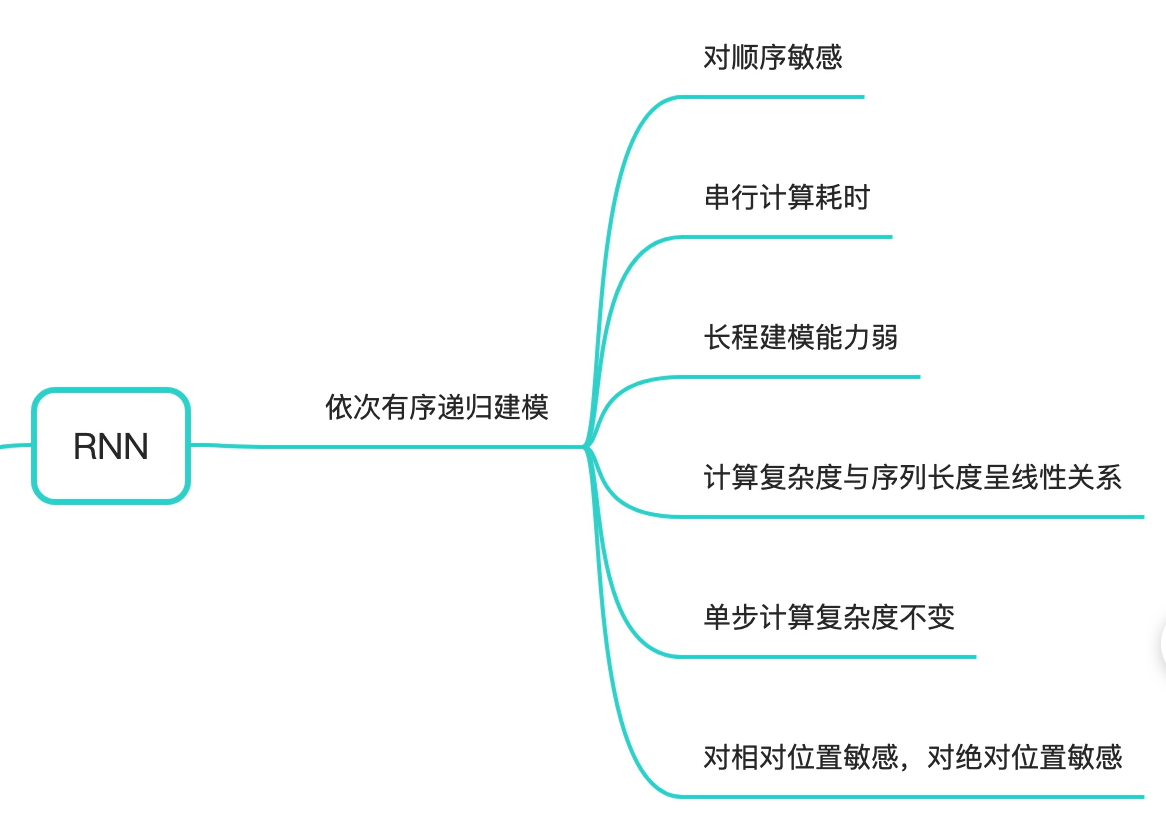 对顺序敏感
串行计算耗时
长程建模能力弱
依次有序递归建模
RNN
计算复杂度与序列长度呈线性关系
单步计算复杂度不变
对相对位置敏感，对绝对位置敏感